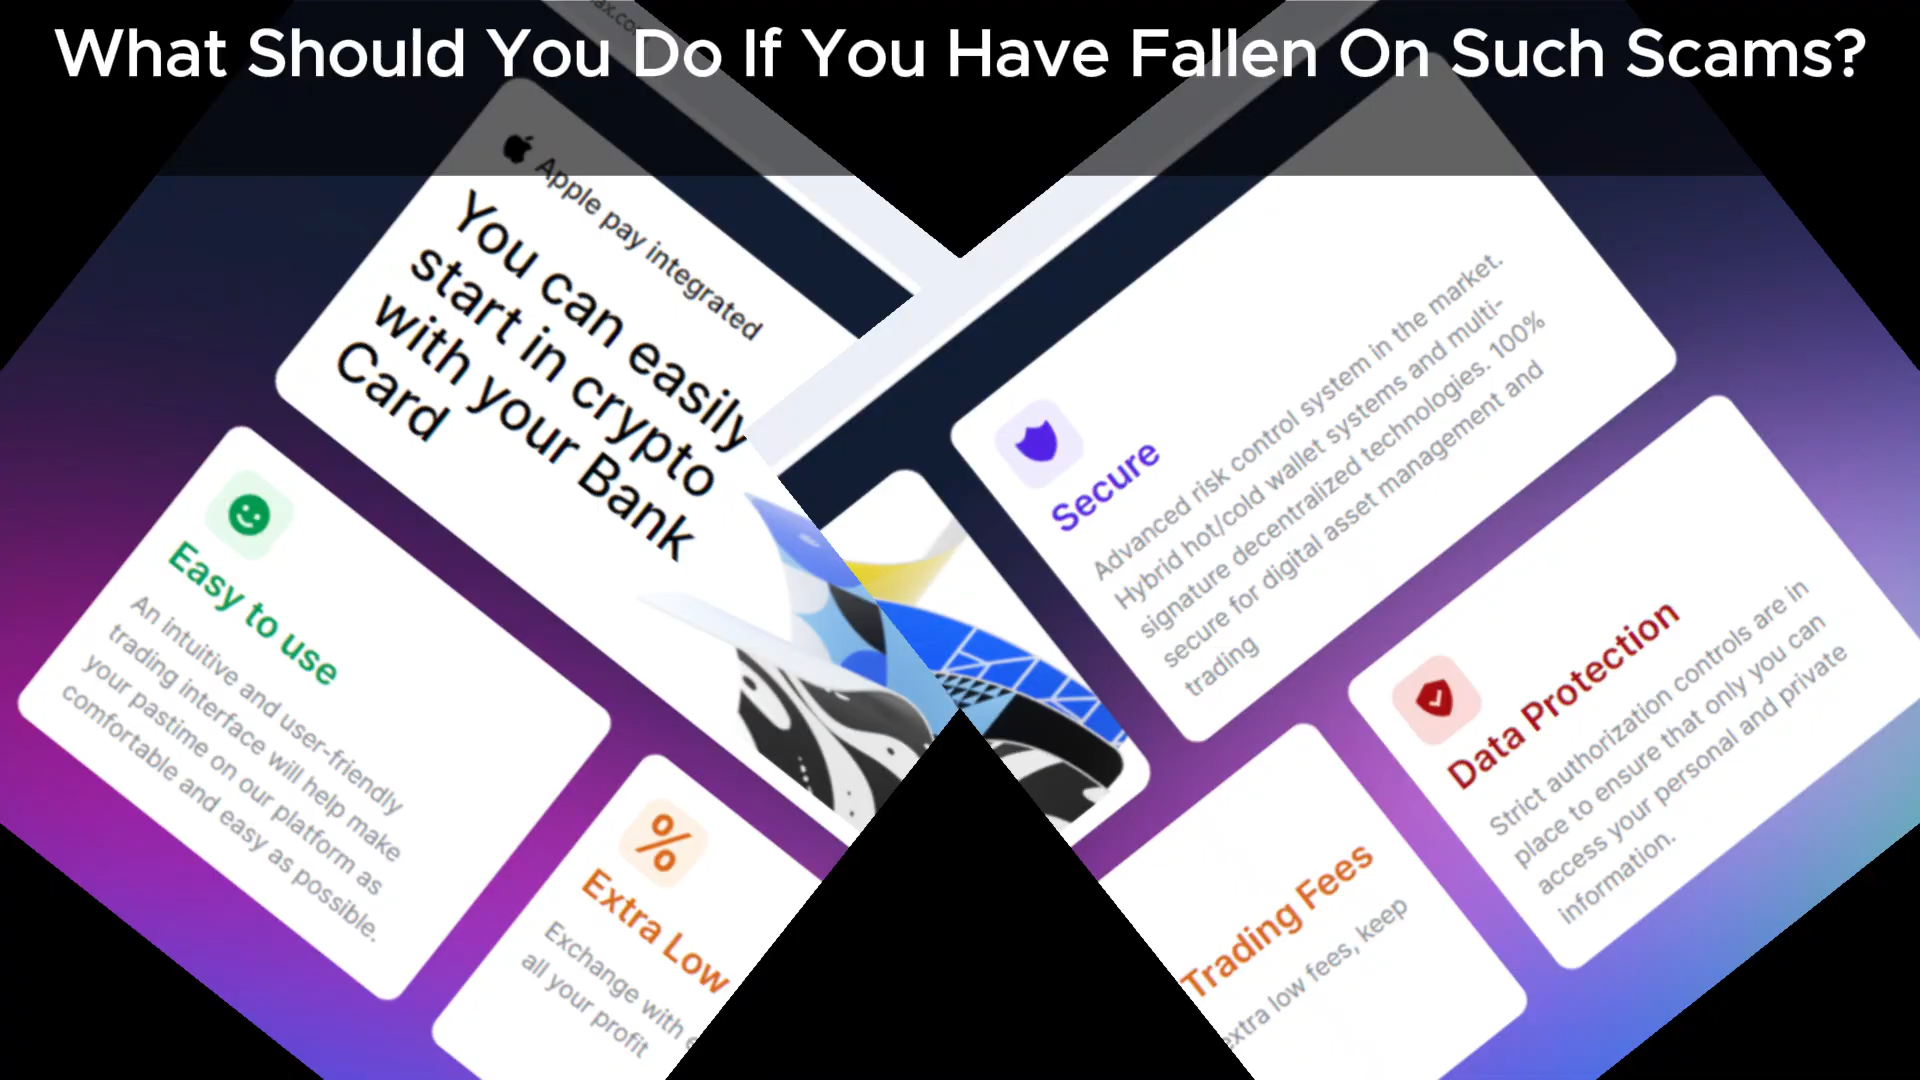 What Should You Do If You Have Fallen On Such Scams?
Apple pay integrated
You can easily
start in crypto
with your Bank
Card
Easy to use
An intuitive and user-friendly
trading interface will help make
your pastime on our platform as
comfortable and easy as possible.
Extra Low
Exchange with
all your profit
Secure
Advanced risk control system in the market.
Hybrid hot/cold wallet systems and multi-
signature decentralized technologies. 100%
secure for digital asset management and
trading
Data Protection
Strict authorization controls are in
place to ensure that only you can
access your personal and private
information.
Trading Fees
extra low fees, keep